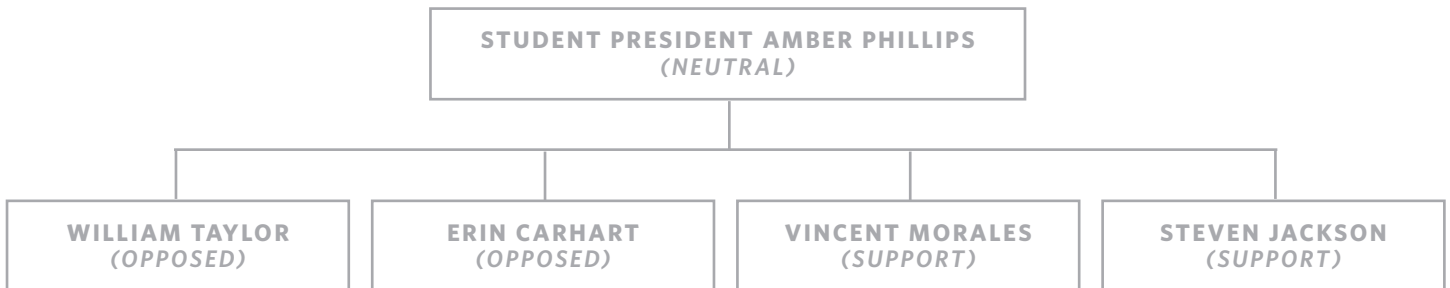 STUDENT PRESIDENT AMBER PHILLIPS
(NEUTRAL)
WILLIAM TAYLOR
(OPPOSED)
ERIN CARHART
(OPPOSED)
VINCENT MORALES
(SUPPORT)
STEVEN JACKSON
(SUPPORT)